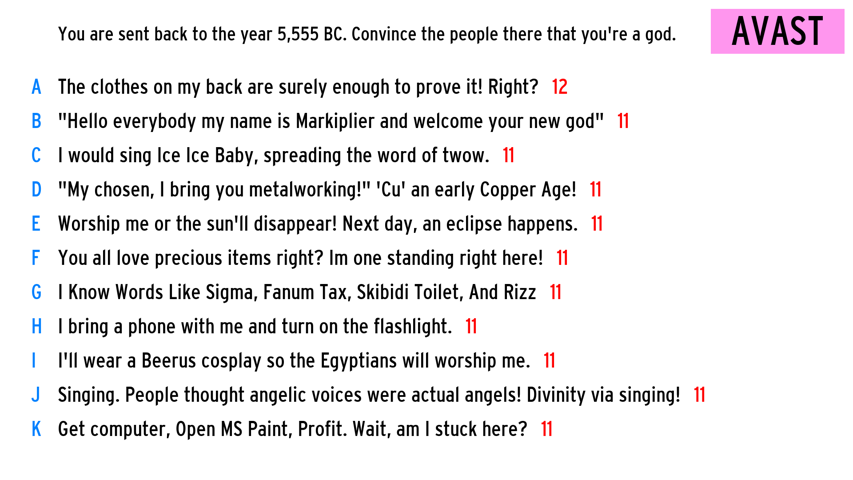 You are sent back to the year 5,555 BC. Convince the people there that you're a god.
AVAST
A The clothes on my back are surely enough to prove it! Right? 12
B "Hello everybody my name is Markiplier and welcome your new god" 11
C I would sing Ice Ice Baby, spreading the word of twow. 11
D "My chosen, I bring you metalworking!" 'Cu' an early Copper Age! 11
E Worship me or the sun'll disappear! Next day, an eclipse happens. 11
F You all love precious items right? Im one standing right here! 11
G I Know Words Like Sigma, Fanum Tax, Skibidi Toilet, And Rizz 11
H I bring a phone with me and turn on the flashlight. 11
I I'll wear a Beerus cosplay so the Egyptians will worship me. 11
J Singing. People thought angelic voices were actual angels! Divinity via singing! 11
K Get computer, Open MS Paint, Profit. Wait, am I stuck here? 11